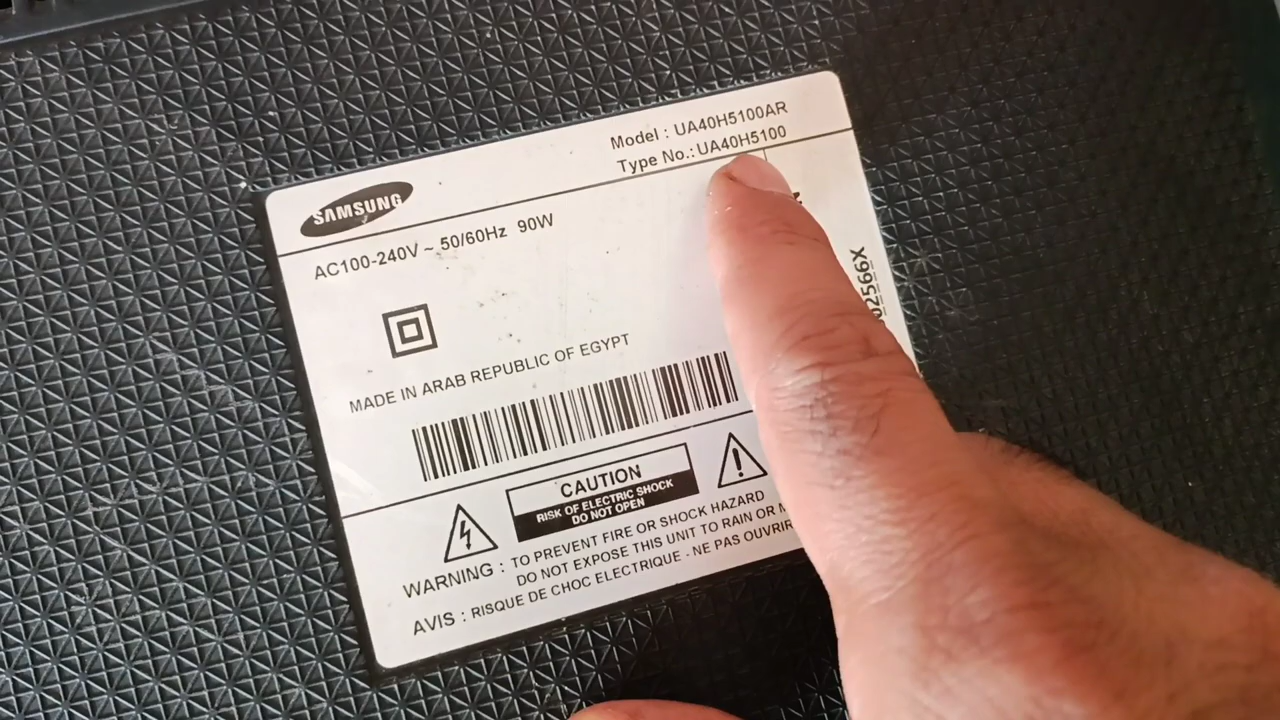 Model : UA40H5100AR
Type No.: UA40H5100
SAMSUNG
AC100-240V ~ 50/60Hz 90W
MADE IN ARAB REPUBLIC OF EGYPT
CAUTION
RISK OF ELECTRIC SHOCK
DO NOT OPEN
WARNING : TO PREVENT FIRE OR SHOCK HAZARD
DO NOT EXPOSE THIS UNIT TO RAIN OR
AVIS : RISQUE DE CHOC ELECTRIQUE - NE PAS OUVRIR
2566X